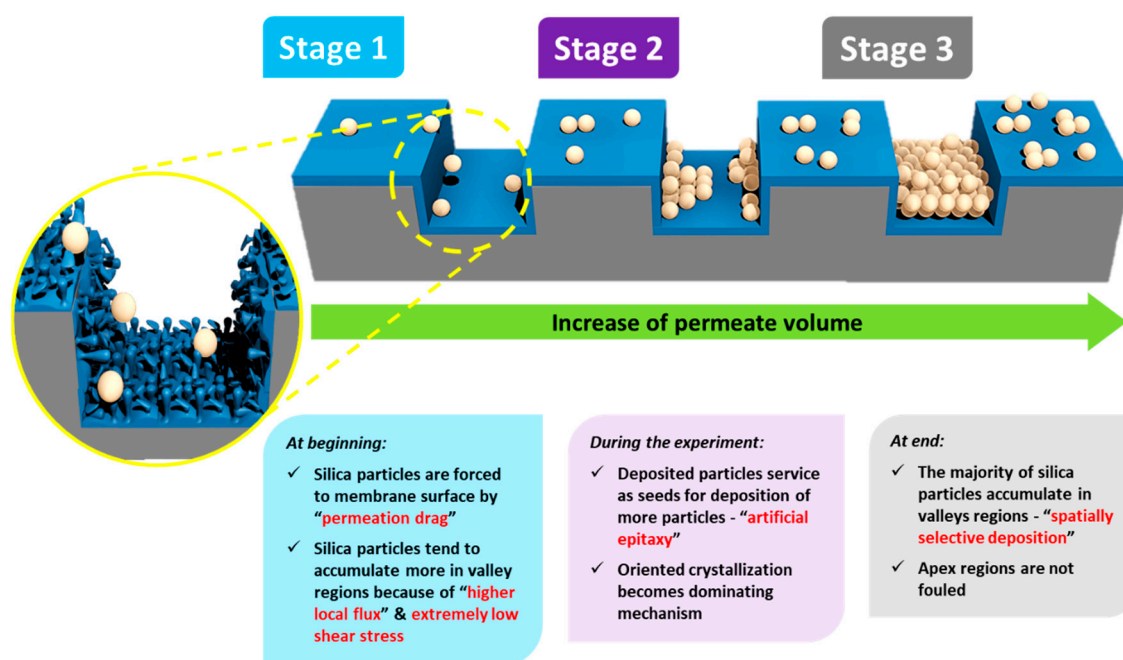 Stage 1
Stage 2
Stage 3
Increase of permeate volume
At beginning:
✓ Silica particles are forced
to membrane surface by
“permeation drag”
✓ Silica particles tend to
accumulate more in valley
regions because of “higher
local flux” & extremely low
shear stress
During the experiment:
✓ Deposited particles service
as seeds for deposition of
more particles - “artificial
epitaxy”
✓ Oriented crystallization
becomes dominating
mechanism
At end:
✓ The majority of silica
particles accumulate in
valleys regions - “spatially
selective deposition”
✓ Apex regions are not
fouled